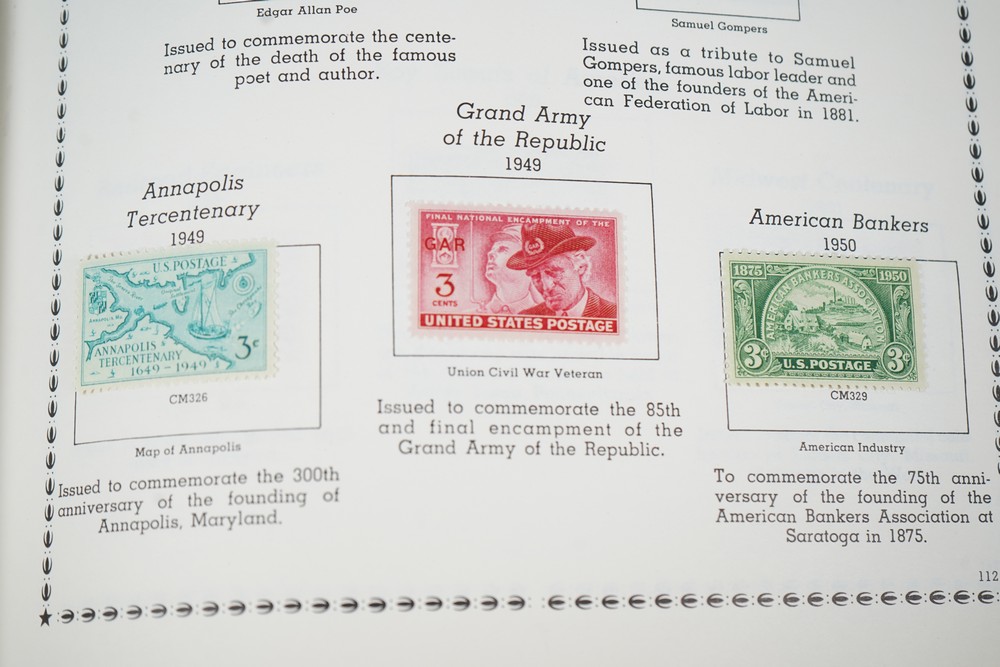 Edgar Allan Poe
Issued to commemorate the cente-
nary of the death of the famous
poet and author.
Samuel Gompers
Issued as a tribute to Samuel
Gompers, famous labor leader and
one of the founders of the Ameri-
can Federation of Labor in 1881.
Annapolis
Tercentenary
1949
U.S. POSTAGE
ANNAPOLIS
TERCENTENARY
1649-1949
3¢
CM326
Map of Annapolis
Issued to commemorate the 300th
anniversary of the founding of
Annapolis, Maryland.
Grand Army
of the Republic
1949
FINAL NATIONAL ENCAMPMENT OF THE
GAR
3
CENTS
UNITED STATES POSTAGE
Union Civil War Veteran
Issued to commemorate the 85th
and final encampment of the
Grand Army of the Republic.
American Bankers
1950
1875 1950
AMERICAN BANKERS ASSOCIATION
3¢ U.S. POSTAGE 3¢
CM329
American Industry
To commemorate the 75th anni-
versary of the founding of the
American Bankers Association at
Saratoga in 1875.
112